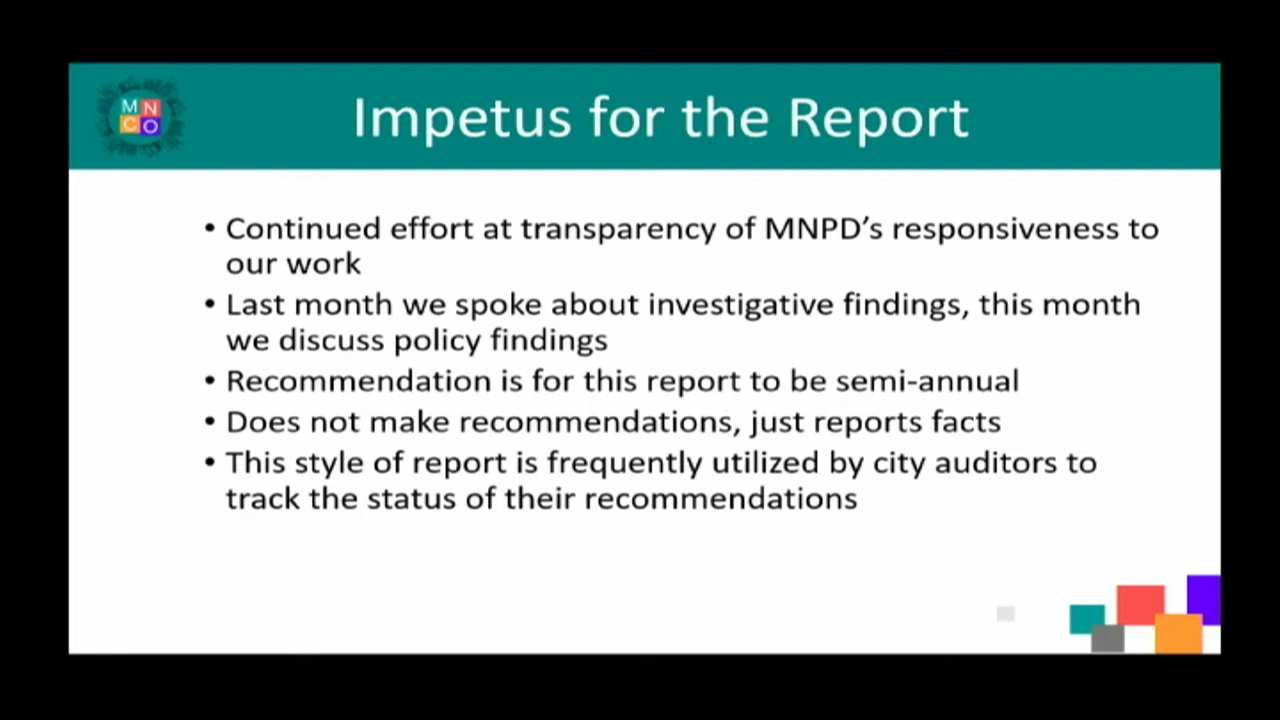 MN
CO
Impetus for the Report
• Continued effort at transparency of MNPD’s responsiveness to
our work
• Last month we spoke about investigative findings, this month
we discuss policy findings
• Recommendation is for this report to be semi-annual
• Does not make recommendations, just reports facts
• This style of report is frequently utilized by city auditors to
track the status of their recommendations